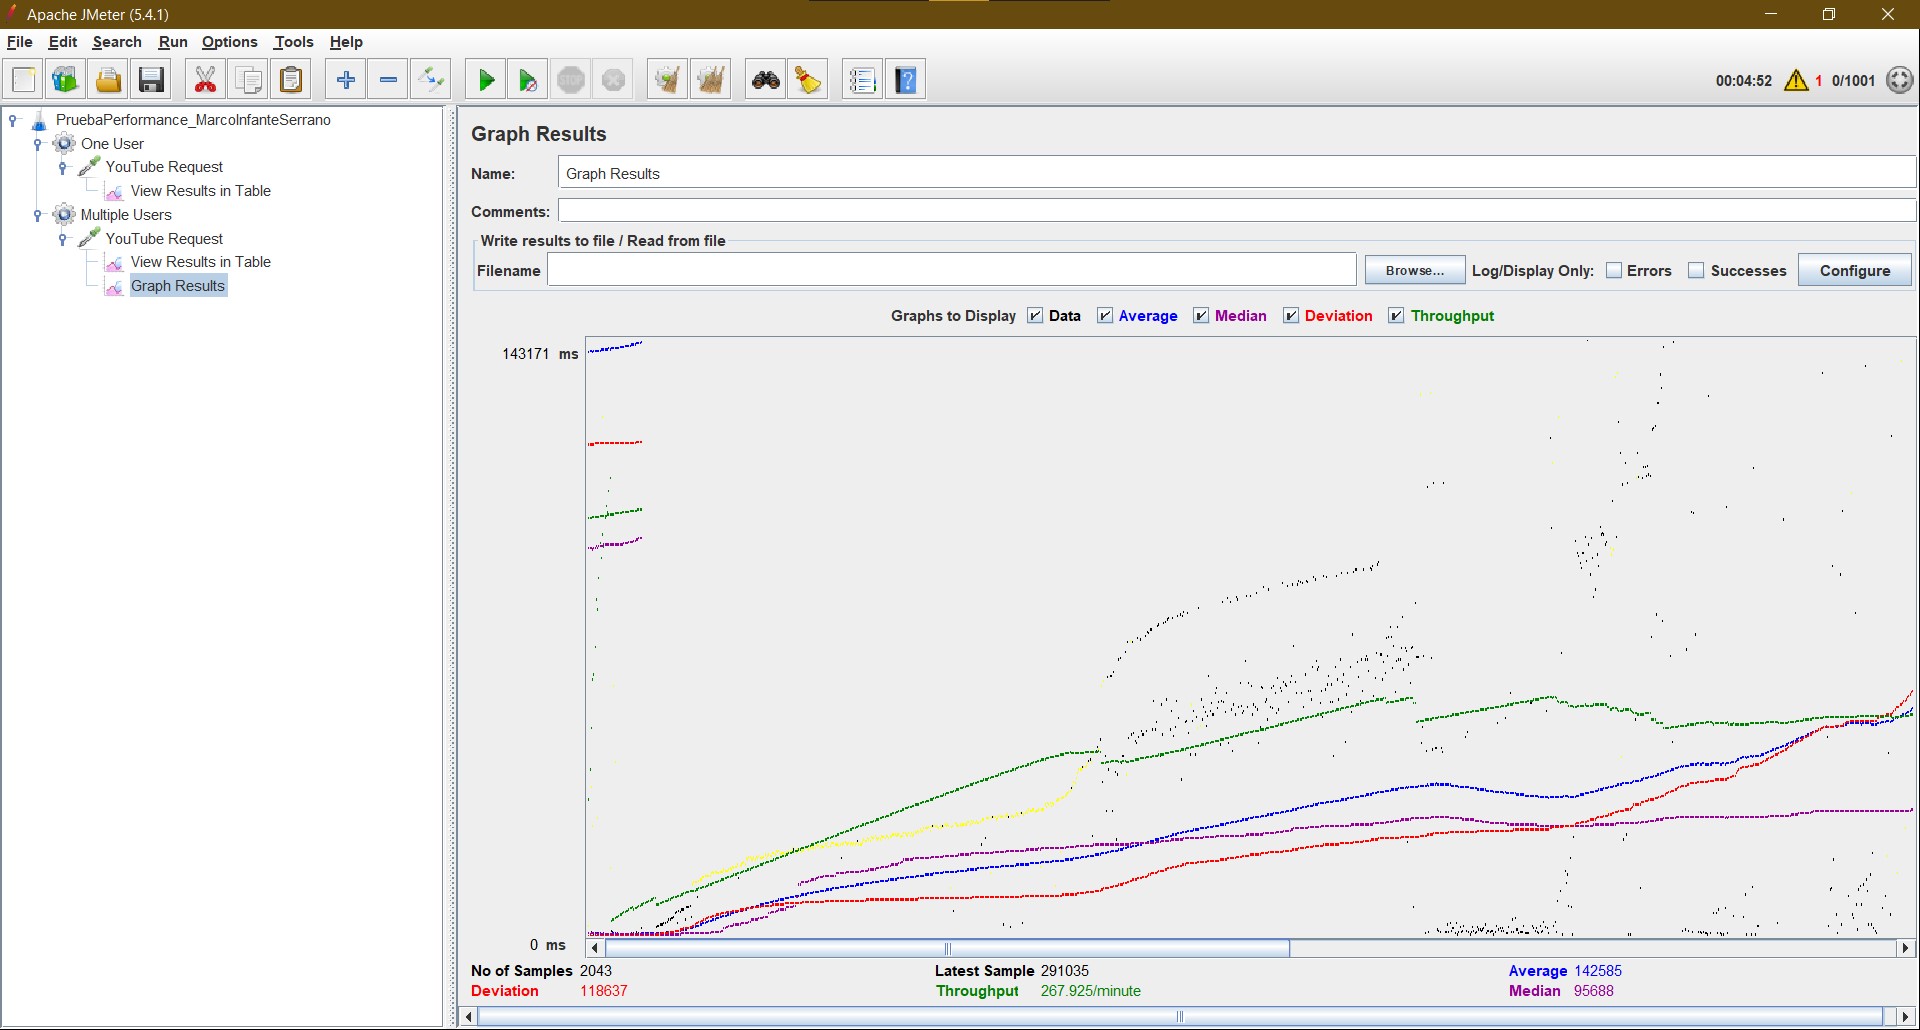 Apache JMeter (5.4.1)
File Edit Search Run Options Tools Help
STOP
00:04:52 1 0/1001
PruebaPerformance_MarcoInfanteSerrano
One User
YouTube Request
View Results in Table
Multiple Users
YouTube Request
View Results in Table
Graph Results
Graph Results
Name: Graph Results
Comments:
Write results to file / Read from file
Filename Browse... Log/Display Only: Errors Successes Configure
Graphs to Display Data Average Median Deviation Throughput
143171 ms
0 ms
No of Samples 2043 Latest Sample 291035 Average 142585
Deviation 118637 Throughput 267.925/minute Median 95688